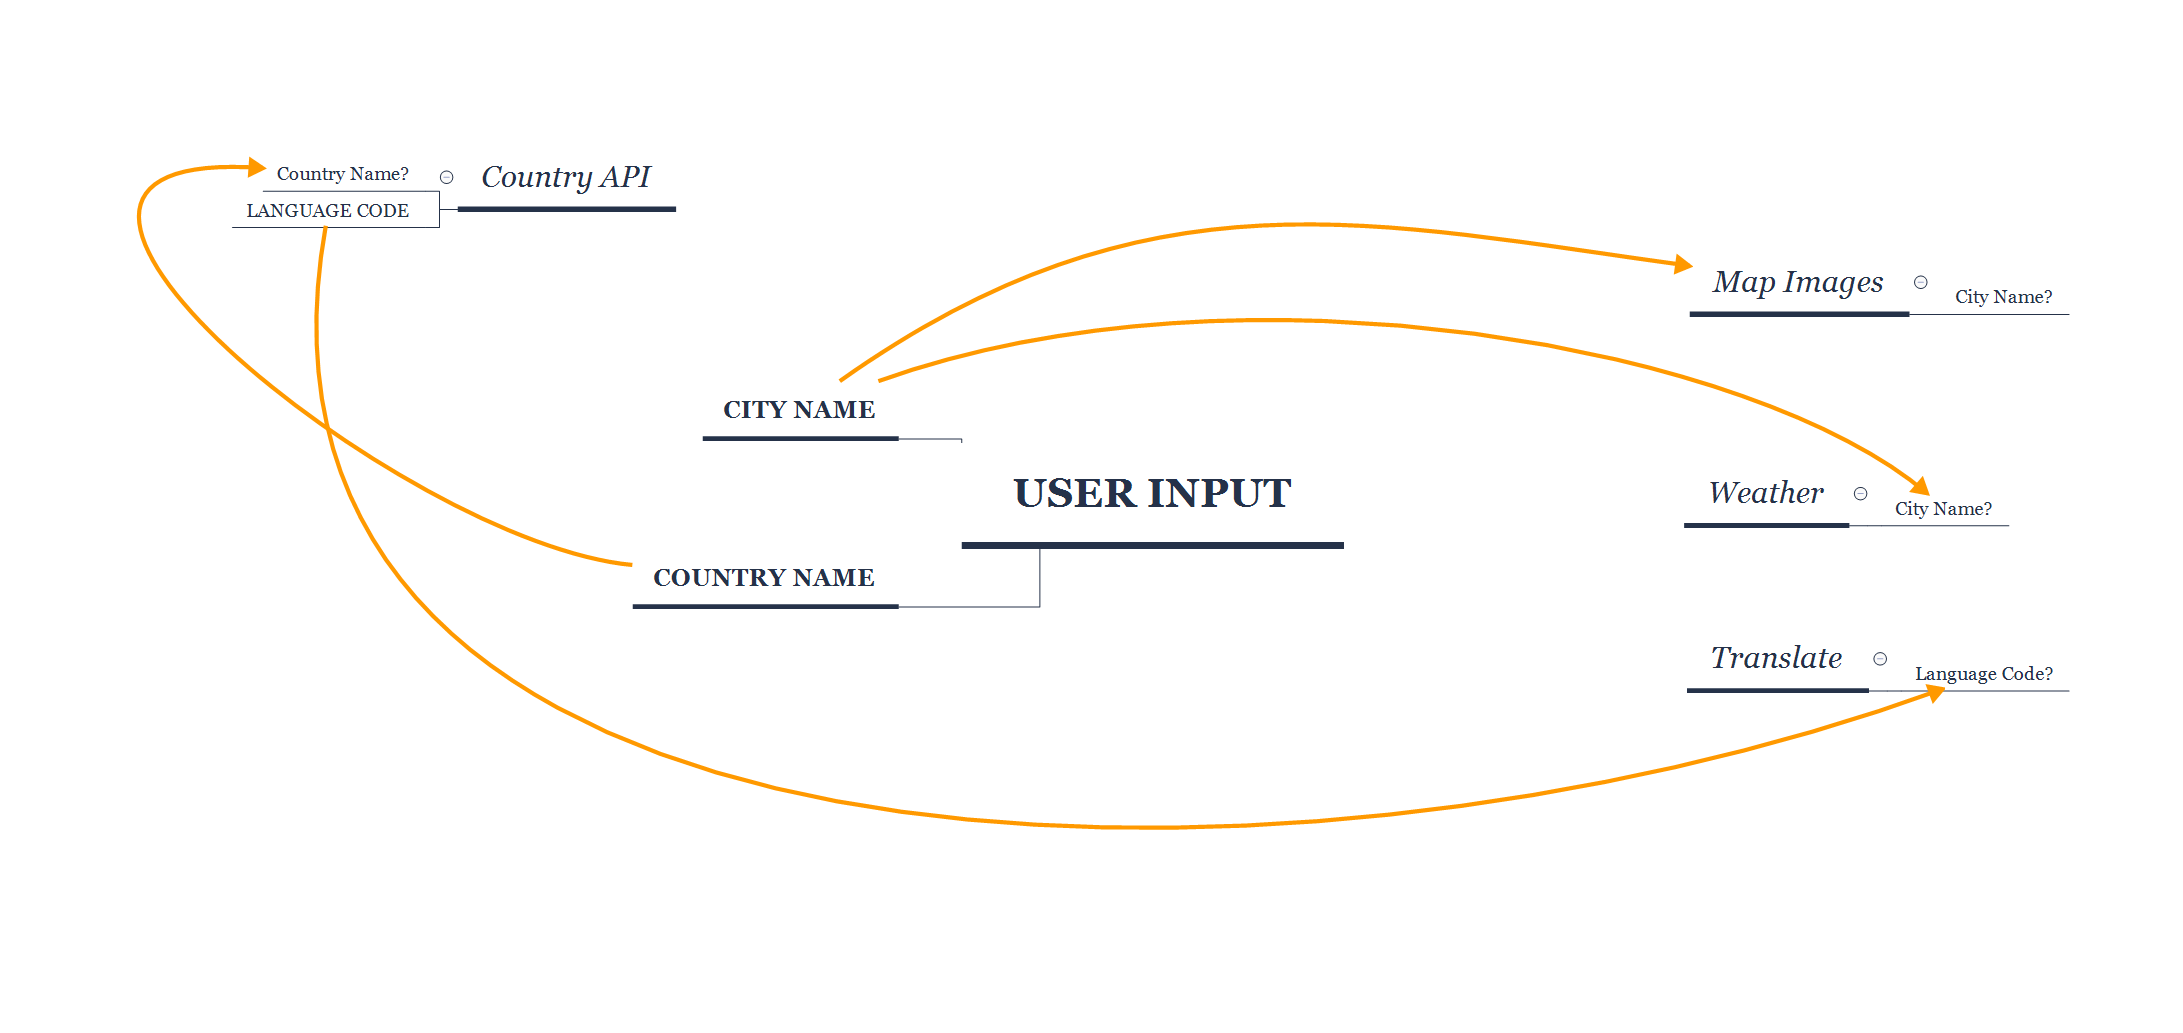 Country Name?
Country API
LANGUAGE CODE
Map Images
City Name?
CITY NAME
USER INPUT
Weather
City Name?
COUNTRY NAME
Translate
Language Code?